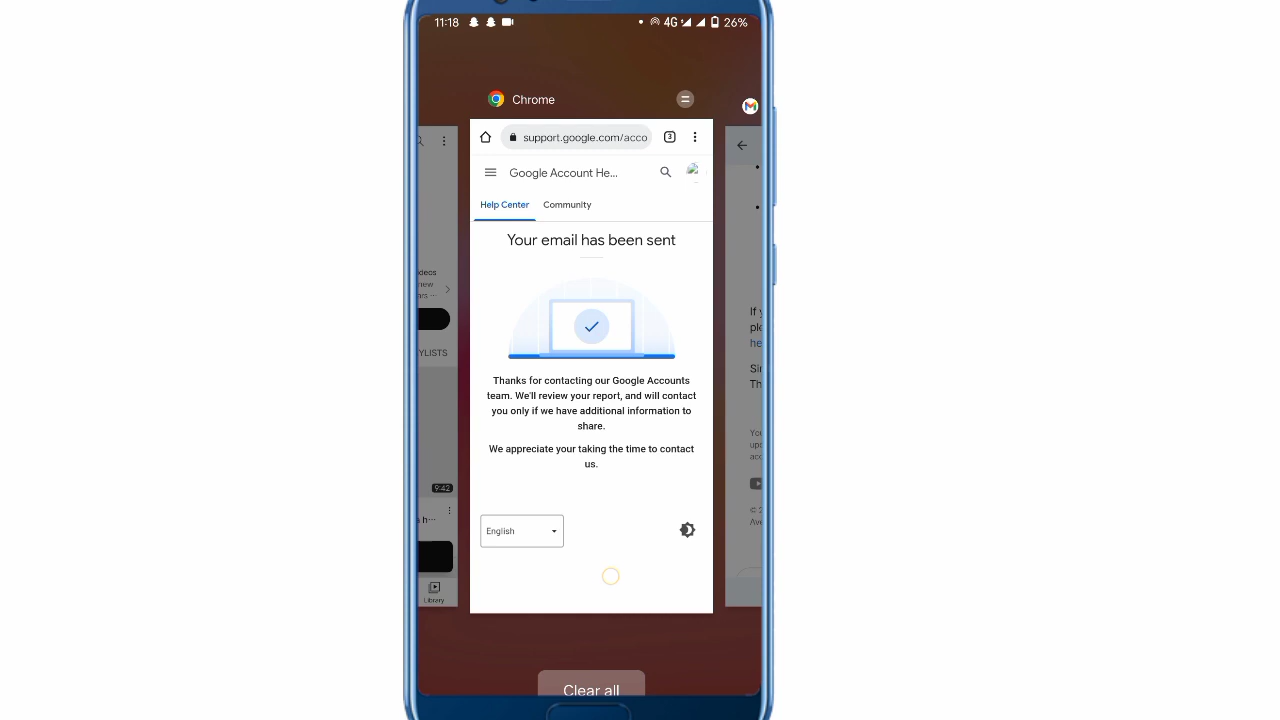 11:18
4G
26%
Chrome
support.google.com/acco
3
Google Account He...
Help Center
Community
Your email has been sent
Thanks for contacting our Google Accounts
team. We'll review your report, and will contact
you only if we have additional information to
share.
We appreciate your taking the time to contact
us.
English
Clear all
YLISTS
9:42
Library
he